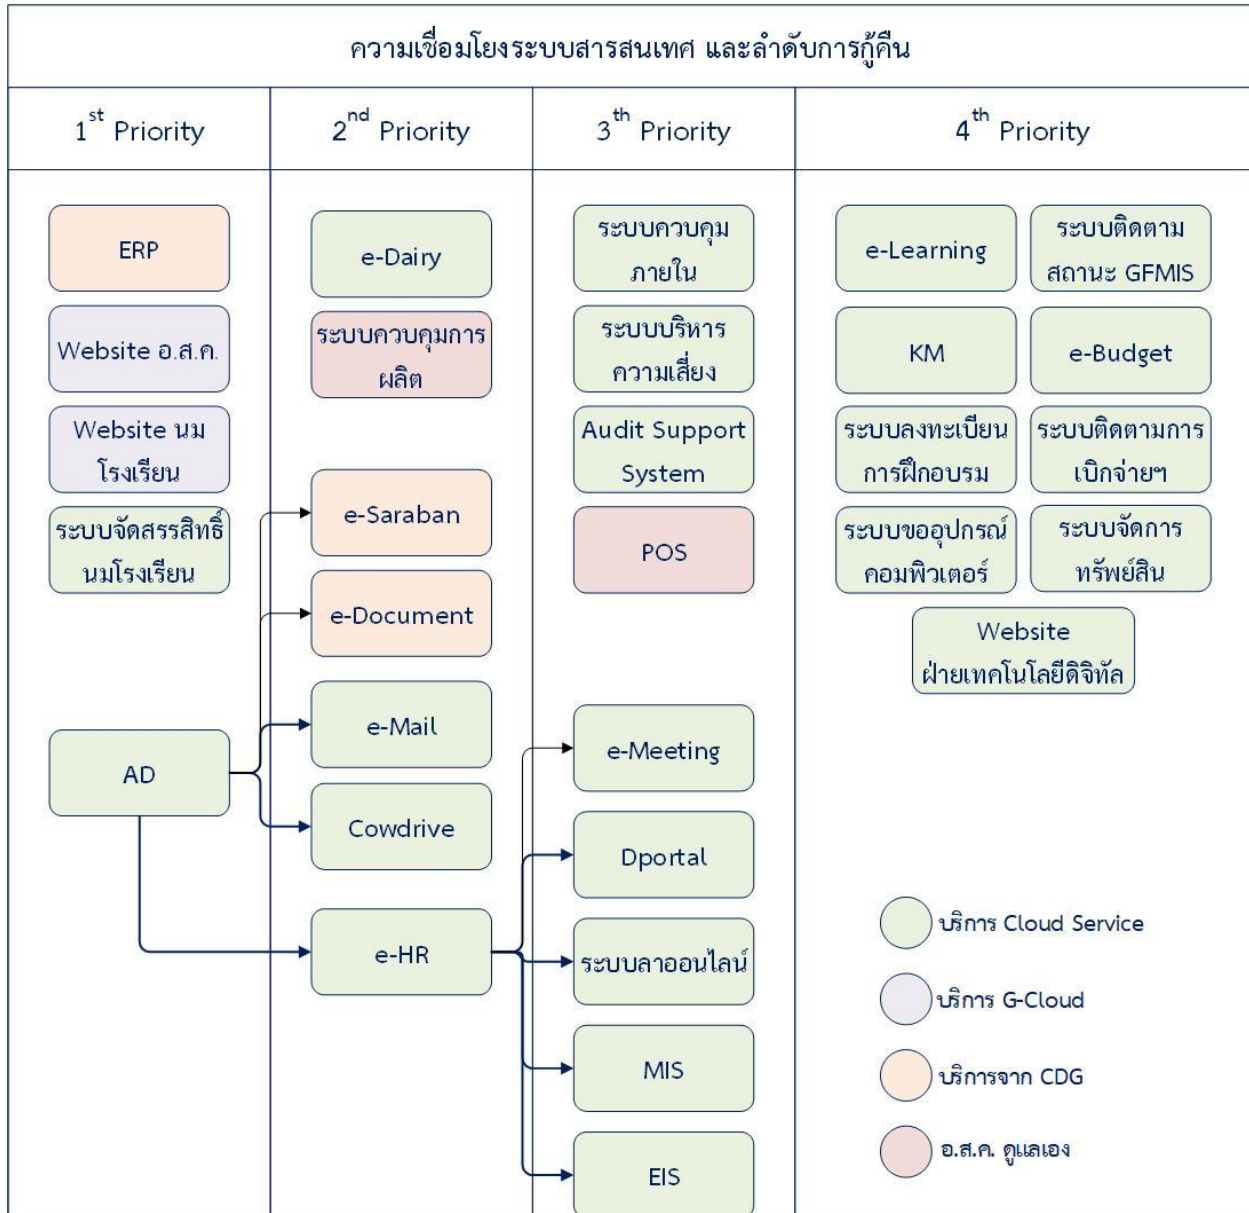 ความเชื่อมโยงระบบสารสนเทศ และลำดับการกู้คืน
1st Priority
2nd Priority
3th Priority
4th Priority
ERP
Website อ.ส.ค.
Website นม
โรงเรียน
ระบบจัดสรรสิทธิ์
นมโรงเรียน
AD
e-Dairy
ระบบควบคุมการ
ผลิต
e-Saraban
e-Document
e-Mail
Cowdrive
e-HR
ระบบควบคุม
ภายใน
ระบบบริหาร
ความเสี่ยง
Audit Support
System
POS
e-Meeting
Dportal
ระบบลาออนไลน์
MIS
EIS
e-Learning
ระบบติดตาม
สถานะ GFMIS
KM
e-Budget
ระบบลงทะเบียน
การฝึกอบรม
ระบบติดตามการ
เบิกจ่ายฯ
ระบบขออุปกรณ์
คอมพิวเตอร์
ระบบจัดการ
ทรัพย์สิน
Website
ฝ่ายเทคโนโลยีดิจิทัล
บริการ Cloud Service
บริการ G-Cloud
บริการจาก CDG
อ.ส.ค. ดูแลเอง